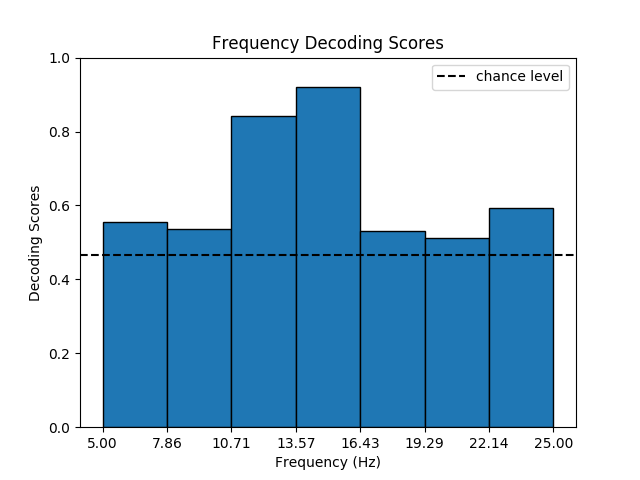 Frequency Decoding Scores
chance level
1.0
0.8
0.6
0.4
0.2
0.0
Decoding Scores
5.00 7.86 10.71 13.57 16.43 19.29 22.14 25.00
Frequency (Hz)